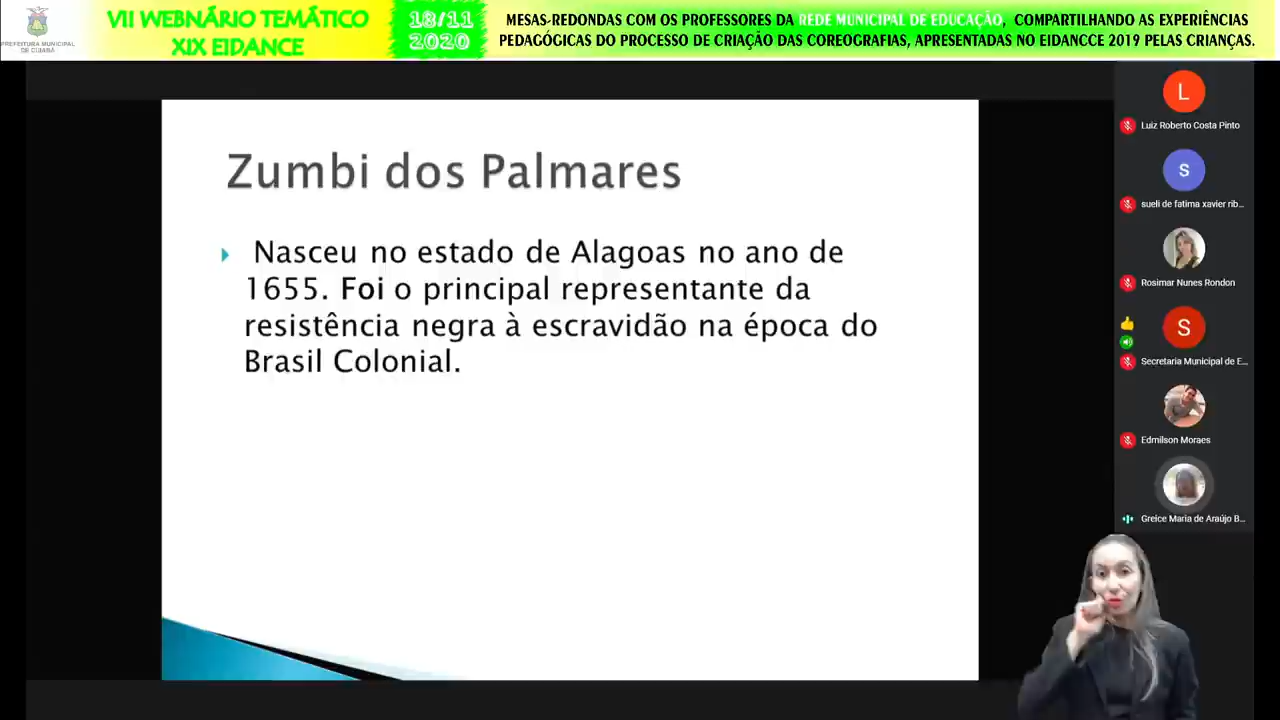 PREFEITURA MUNICIPAL
DE CUIABÁ
VII WEBNÁRIO TEMÁTICO
XIX EIDANCE
18/11
2020
MESAS-REDONDAS COM OS PROFESSORES DA REDE MUNICIPAL DE EDUCAÇÃO, COMPARTILHANDO AS EXPERIÊNCIAS
PEDAGÓGICAS DO PROCESSO DE CRIAÇÃO DAS COREOGRAFIAS, APRESENTADAS NO EIDANCCE 2019 PELAS CRIANÇAS.
Zumbi dos Palmares
Nasceu no estado de Alagoas no ano de
1655. Foi o principal representante da
resistência negra à escravidão na época do
Brasil Colonial.
L
Luiz Roberto Costa Pinto
s
sueli de fatima xavier rib...
Rosimar Nunes Rondon
S
Secretaria Municipal de E...
Edmilson Moraes
Greice Maria de Araújo B...